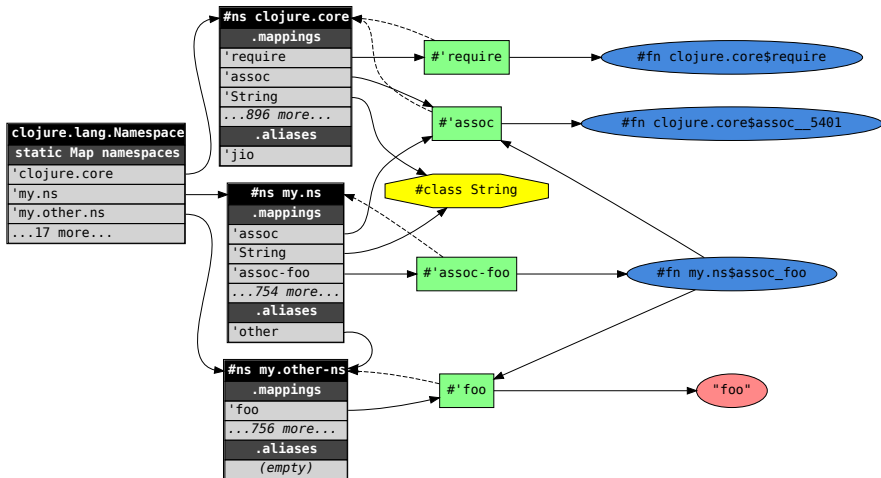 clojure.lang.Namespace
static Map namespaces
'clojure.core
'my.ns
'my.other.ns
...17 more...
#ns clojure.core
.mappings
'require
'assoc
'String
...896 more...
.aliases
'jio
#ns my.ns
.mappings
'assoc
'String
'assoc-foo
...754 more...
.aliases
'other
#ns my.other-ns
.mappings
'foo
...756 more...
.aliases
(empty)
#'require
#'assoc
#class String
#'assoc-foo
#'foo
#fn clojure.core$require
#fn clojure.core$assoc__5401
#fn my.ns$assoc_foo
"foo"